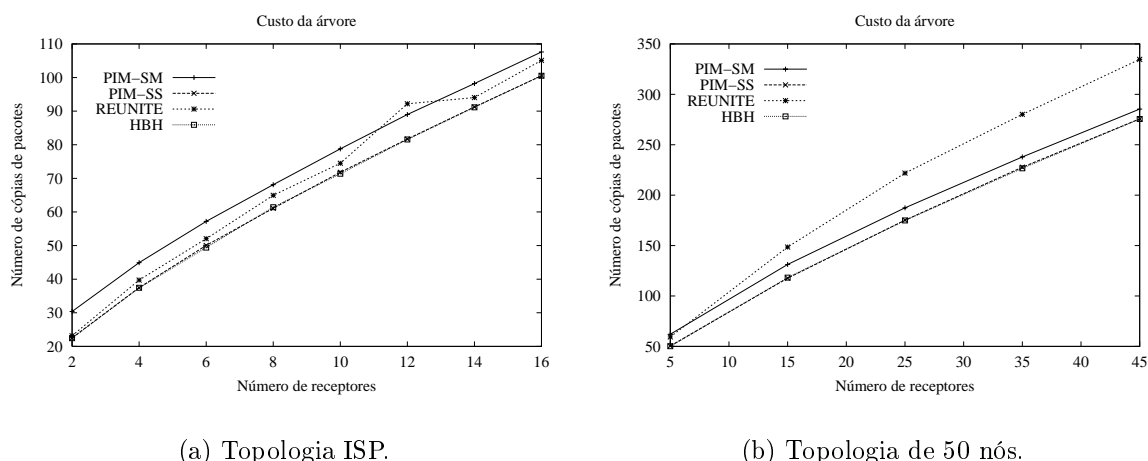 Custo da árvore
110
100
90
80
70
60
50
40
30
20
Número de cópias de pacotes
PIM-SM
PIM-SS
REUNITE
HBH
2 4 6 8 10 12 14 16
Número de receptores
(a) Topologia ISP.
Custo da árvore
350
300
250
200
150
100
50
Número de cópias de pacotes
PIM-SM
PIM-SS
REUNITE
HBH
5 10 15 20 25 30 35 40 45
Número de receptores
(b) Topologia de 50 nós.